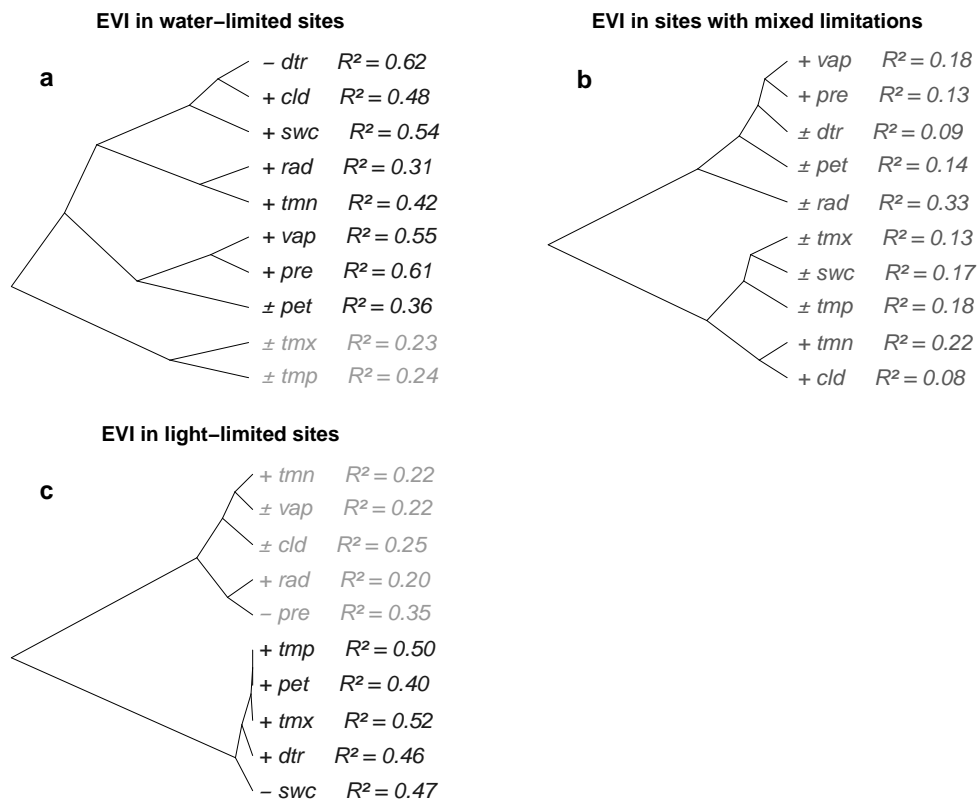 EVI in water−limited sites
a
− dtr R² = 0.62
+ cld R² = 0.48
+ swc R² = 0.54
+ rad R² = 0.31
+ tmn R² = 0.42
+ vap R² = 0.55
+ pre R² = 0.61
± pet R² = 0.36
± tmx R² = 0.23
± tmp R² = 0.24
EVI in sites with mixed limitations
b
+ vap R² = 0.18
+ pre R² = 0.13
± dtr R² = 0.09
± pet R² = 0.14
± rad R² = 0.33
± tmx R² = 0.13
± swc R² = 0.17
± tmp R² = 0.18
+ tmn R² = 0.22
+ cld R² = 0.08
EVI in light−limited sites
c
+ tmn R² = 0.22
± vap R² = 0.22
± cld R² = 0.25
+ rad R² = 0.20
− pre R² = 0.35
+ tmp R² = 0.50
+ pet R² = 0.40
+ tmx R² = 0.52
+ dtr R² = 0.46
− swc R² = 0.47